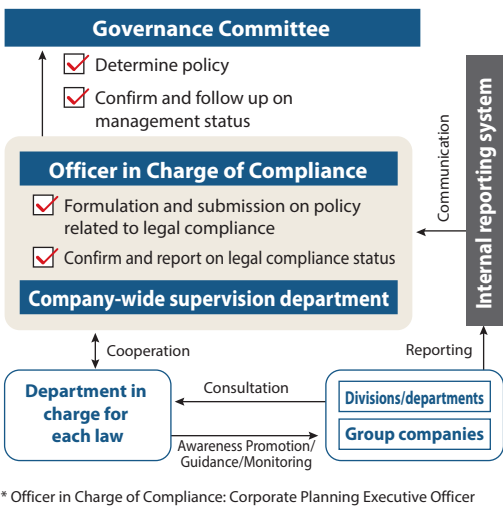 Governance Committee
Determine policy
Confirm and follow up on
management status
Officer in Charge of Compliance
Formulation and submission on policy
related to legal compliance
Confirm and report on legal compliance status
Company-wide supervision department
Communication
Internal reporting system
Cooperation
Reporting
Department in
charge for
each law
Consultation
Awareness Promotion/
Guidance/Monitoring
Divisions/departments
Group companies
* Officer in Charge of Compliance: Corporate Planning Executive Officer